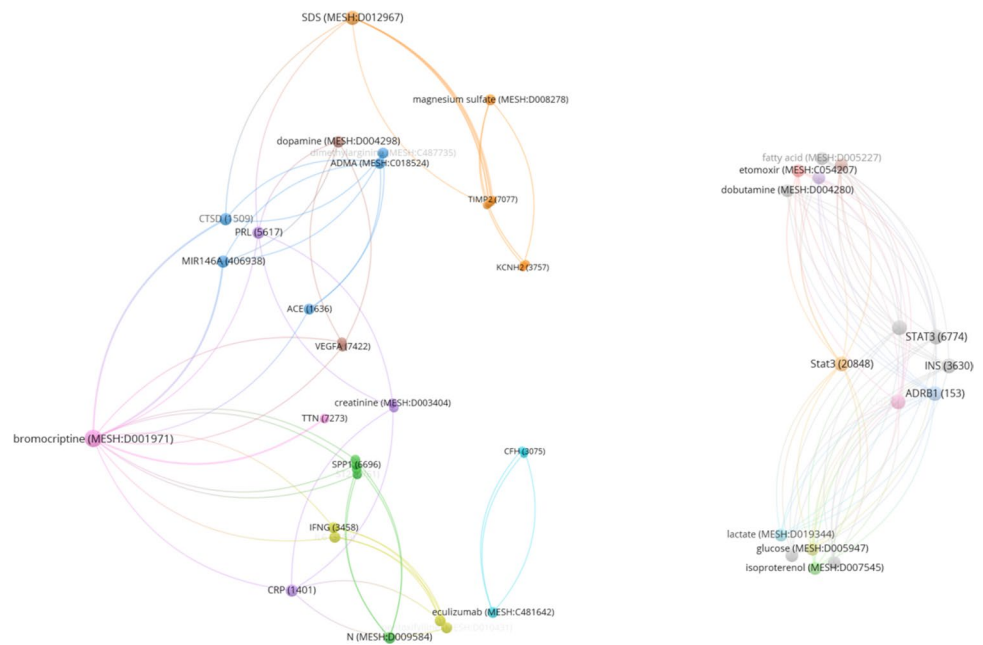 SDS (MESH:D012967)
magnesium sulfate (MESH:D008278)
dopamine (MESH:D004298)
ADMA (MESH:C018524)
fatty acid (MESH:D005227)
etomoxir (MESH:C054207)
dobutamine (MESH:D004280)
TIMP2 (7077)
CTSD (1509)
PRL (5617)
MIR146A (406938)
KCNH2 (3757)
ACE (1636)
VEGFA (7422)
STAT3 (6774)
Stat3 (20848)
INS (3630)
ADRB1 (153)
creatinine (MESH:D003404)
TTN (7273)
bromocriptine (MESH:D001971)
CFH (3075)
SPP1 (6696)
IFNG (3458)
lactate (MESH:D019344)
glucose (MESH:D005947)
isoproterenol (MESH:D007545)
CRP (1401)
eculizumab (MESH:C481642)
N (MESH:D009584)